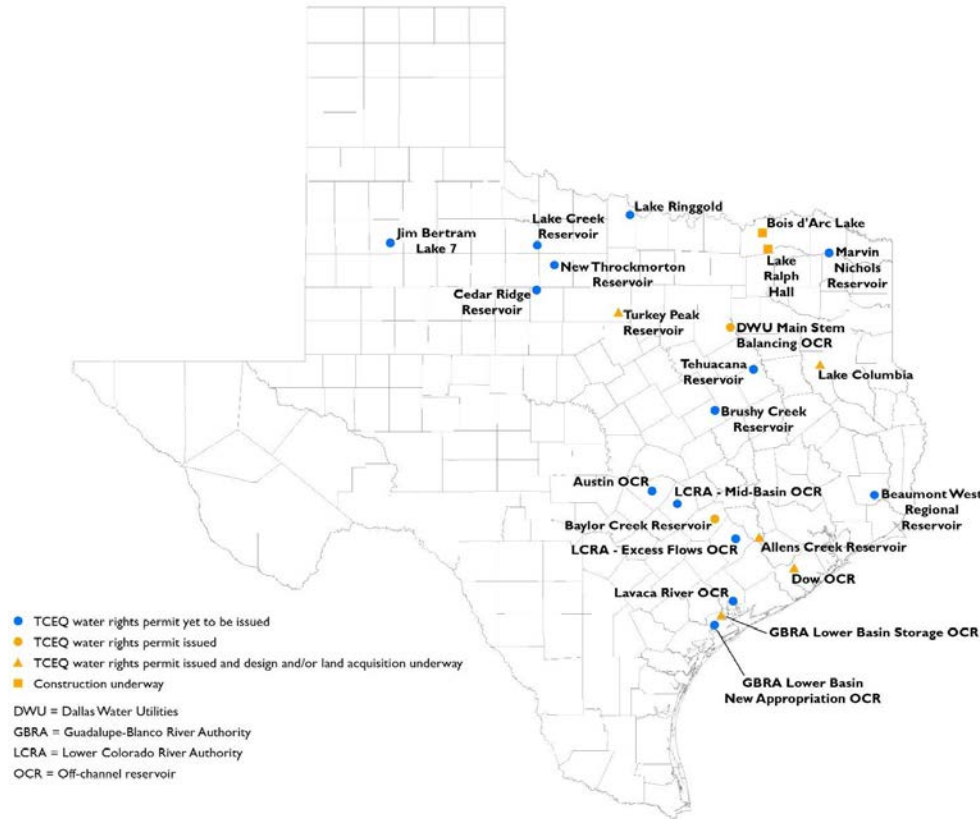 Lake Ringgold
Bois d'Arc Lake
Lake Creek
Reservoir
Jim Bertram
Lake 7
Lake
Ralph
Hall
Marvin
Nichols
Reservoir
New Throckmorton
Reservoir
Cedar Ridge
Reservoir
Turkey Peak
Reservoir
DWU Main Stem
Balancing OCR
Tehuacana
Reservoir
Lake Columbia
Brushy Creek
Reservoir
Austin OCR
LCRA - Mid-Basin OCR
Beaumont West
Regional
Reservoir
Baylor Creek Reservoir
LCRA - Excess Flows OCR
Allens Creek Reservoir
Dow OCR
Lavaca River OCR
GBRA Lower Basin Storage OCR
GBRA Lower Basin
New Appropriation OCR
TCEQ water rights permit yet to be issued
TCEQ water rights permit issued
TCEQ water rights permit issued and design and/or land acquisition underway
Construction underway
DWU = Dallas Water Utilities
GBRA = Guadalupe-Blanco River Authority
LCRA = Lower Colorado River Authority
OCR = Off-channel reservoir